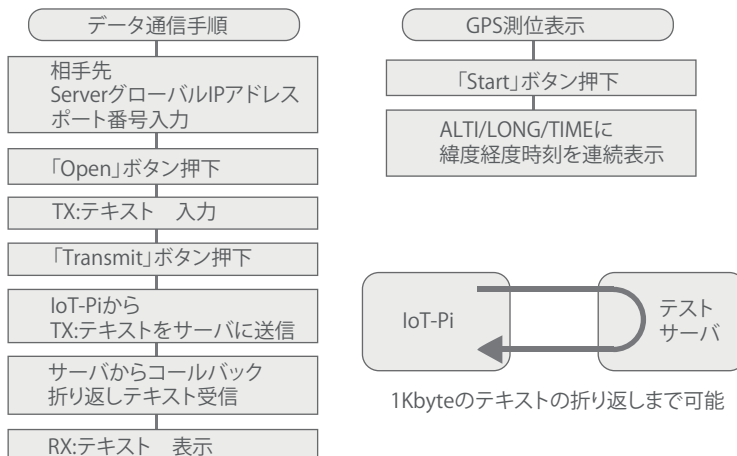 データ通信手順
相手先
ServerグローバルIPアドレス
ポート番号入力
「Open」ボタン押下
TX:テキスト　入力
「Transmit」ボタン押下
IoT-Piから
TX:テキストをサーバに送信
サーバからコールバック
折り返しテキスト受信
RX:テキスト　表示
GPS測位表示
「Start」ボタン押下
ALTI/LONG/TIMEに
緯度経度時刻を連続表示
IoT-Pi
テスト
サーバ
1Kbyteのテキストの折り返しまで可能